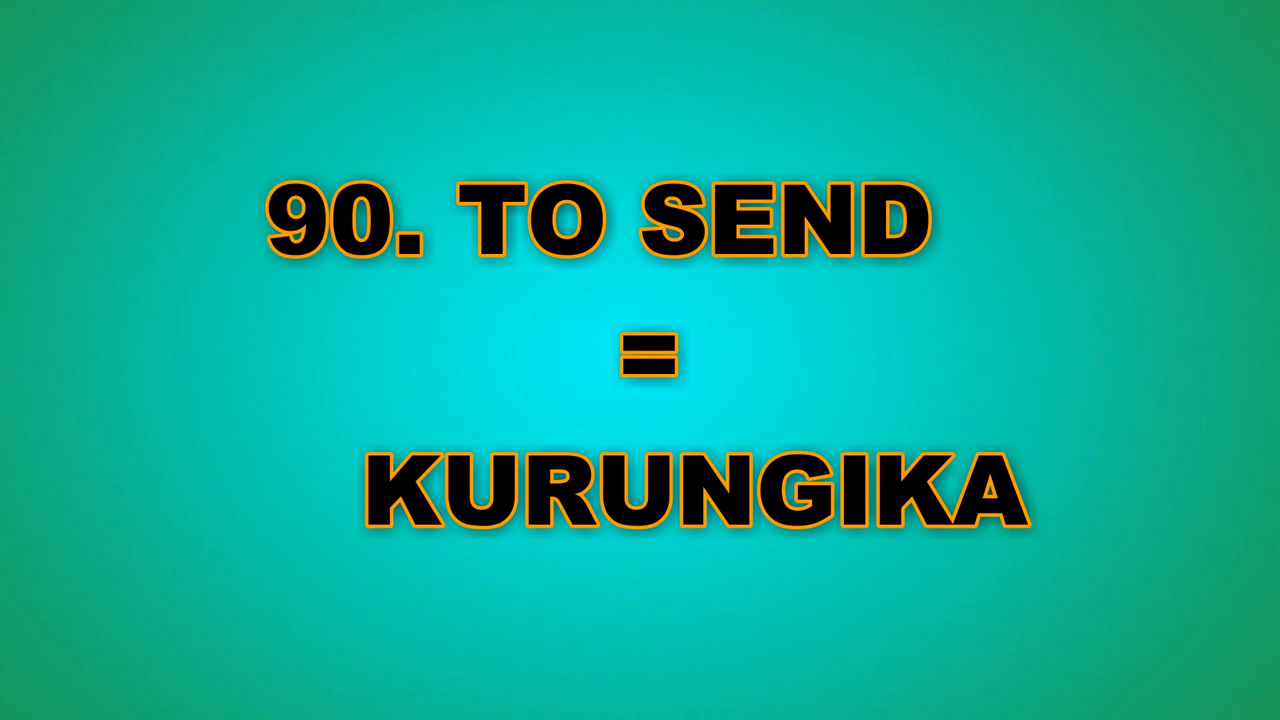 90. TO SEND
=
KURUNGIKA